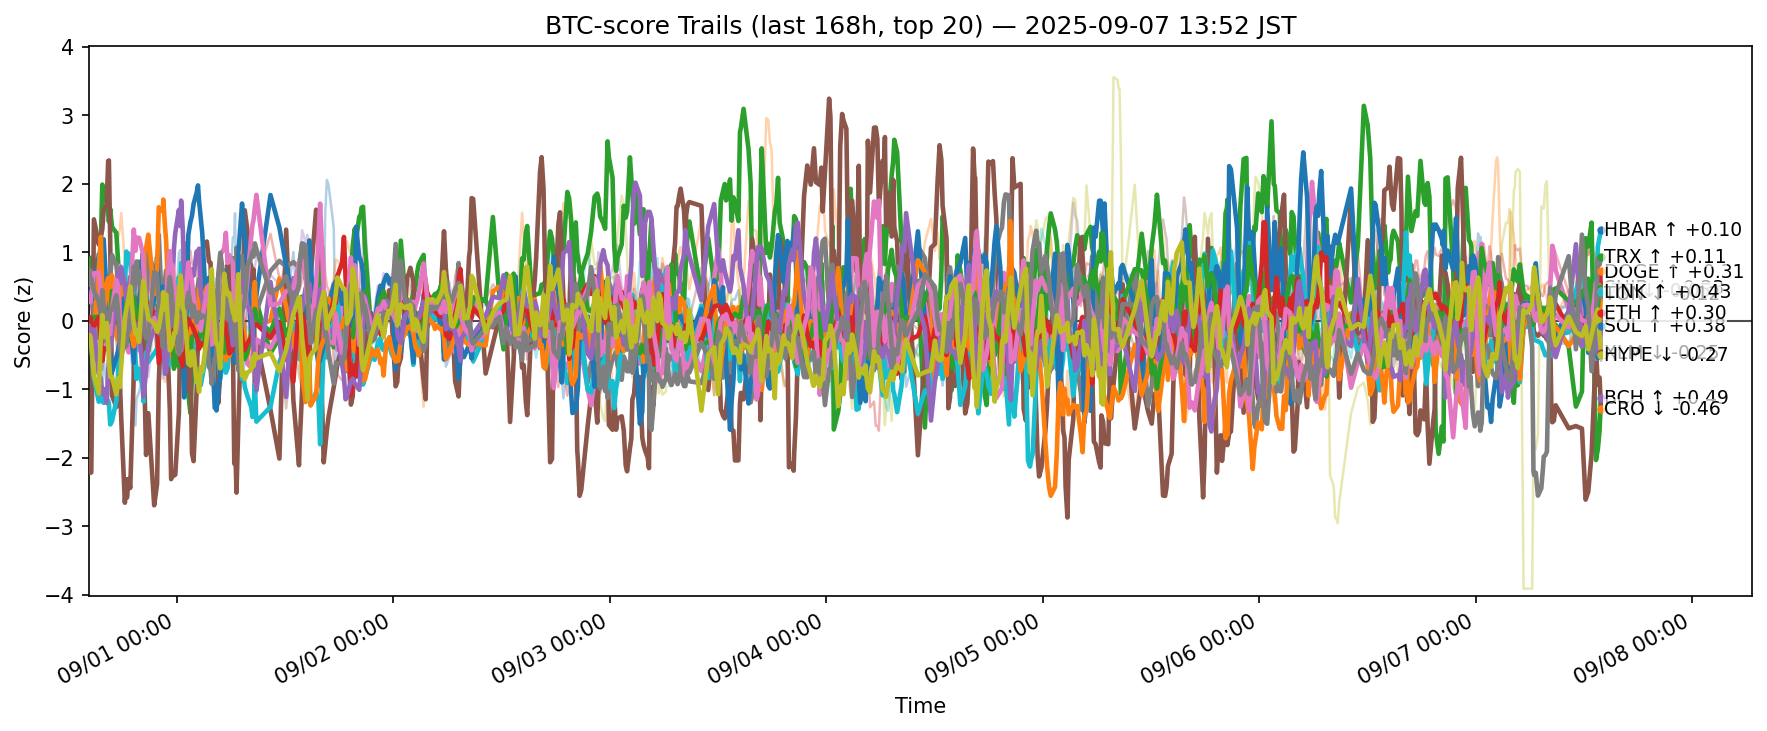 BTC-score Trails (last 168h, top 20) — 2025-09-07 13:52 JST
Score (z)
4
3
2
1
0
−1
−2
−3
−4
HBAR ↑ +0.10
TRX ↑ +0.11
DOGE ↑ +0.31
LINK ↑ +0.43
ETH ↑ +0.30
SOL ↑ +0.38
HYPE ↓ -0.27
BCH ↑ +0.49
CRO ↓ -0.46
09/01 00:00
09/02 00:00
09/03 00:00
09/04 00:00
09/05 00:00
09/06 00:00
09/07 00:00
09/08 00:00
Time